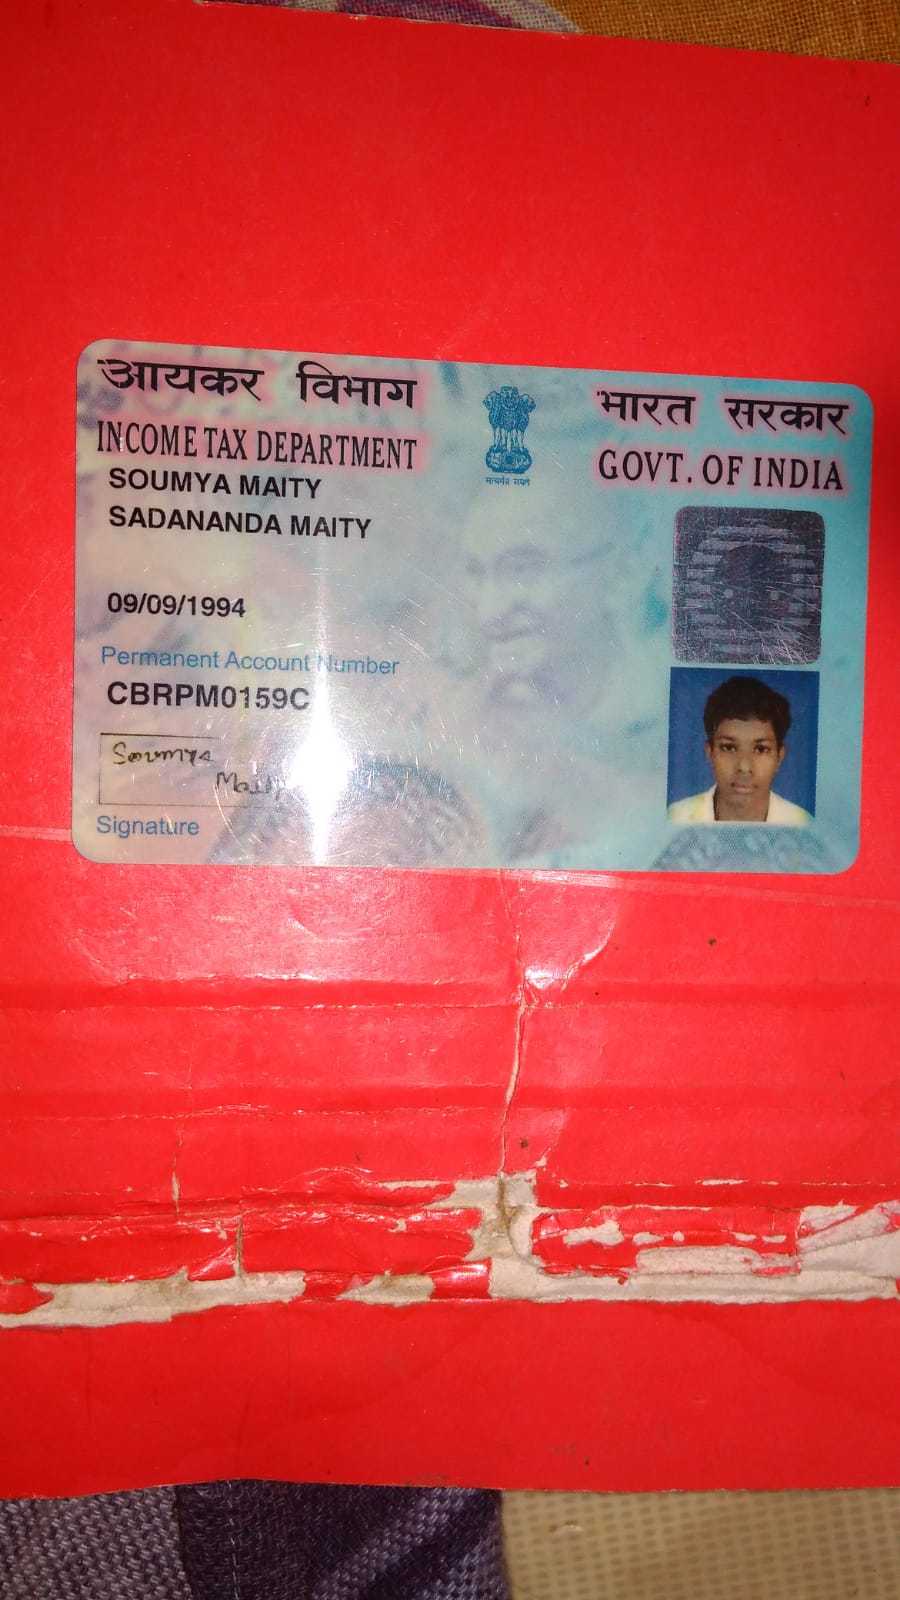 आयकर विभाग
INCOME TAX DEPARTMENT
भारत सरकार
GOVT. OF INDIA
सत्यमेव जयते
SOUMYA MAITY
SADANANDA MAITY
09/09/1994
Permanent Account Number
CBRPM0159C
Soumya
Maity
Signature